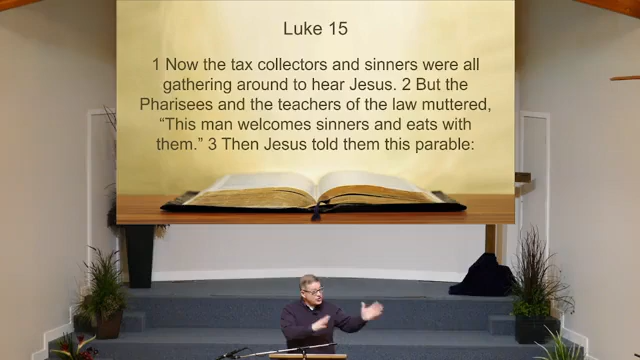 Luke 15
1 Now the tax collectors and sinners were all
gathering around to hear Jesus. 2 But the
Pharisees and the teachers of the law muttered,
“This man welcomes sinners and eats with
them.” 3 Then Jesus told them this parable: